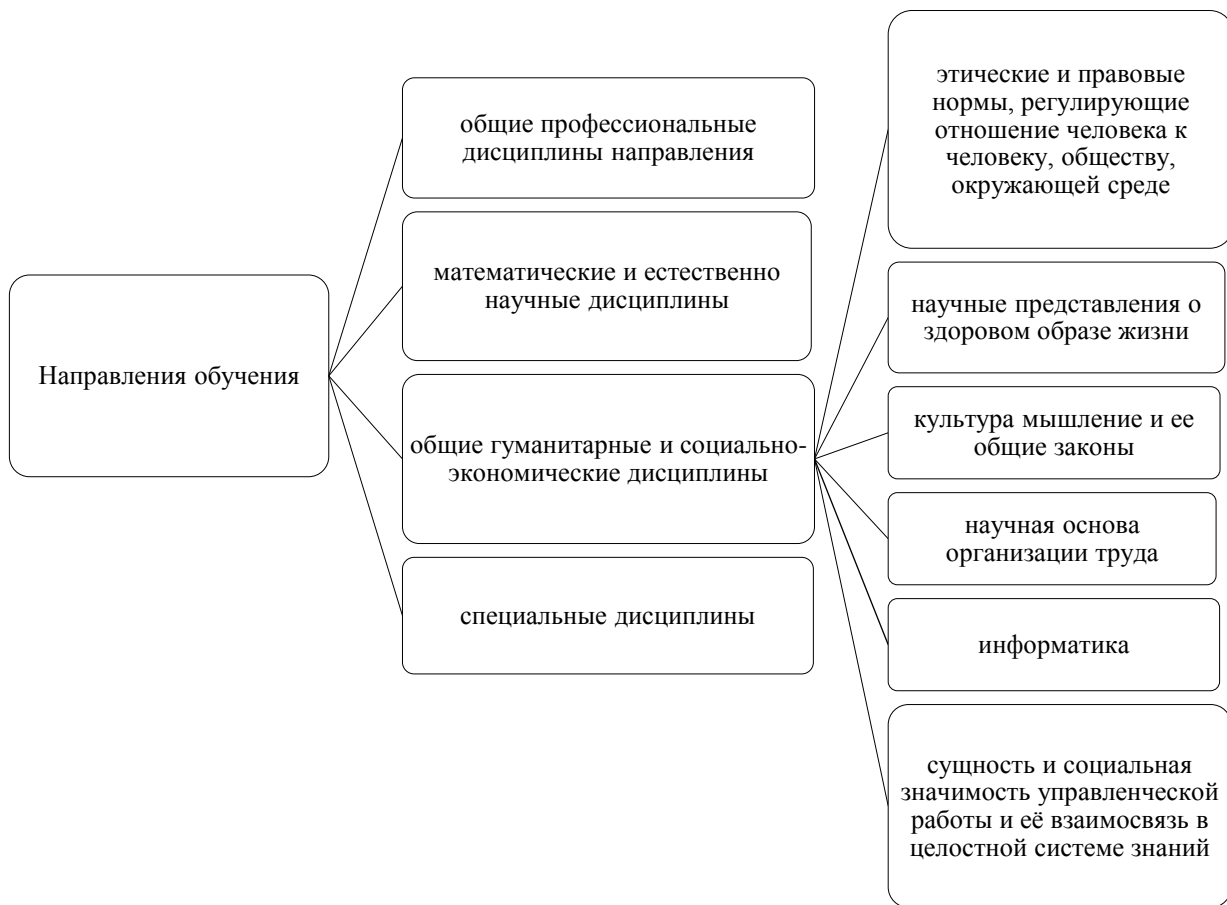 Направления обучения
общие профессиональные
дисциплины направления
математические и естественно
научные дисциплины
общие гуманитарные и социально-
экономические дисциплины
специальные дисциплины
этические и правовые
нормы, регулирующие
отношение человека к
человеку, обществу,
окружающей среде
научные представления о
здоровом образе жизни
культура мышление и ее
общие законы
научная основа
организации труда
информатика
сущность и социальная
значимость управленческой
работы и её взаимосвязь в
целостной системе знаний